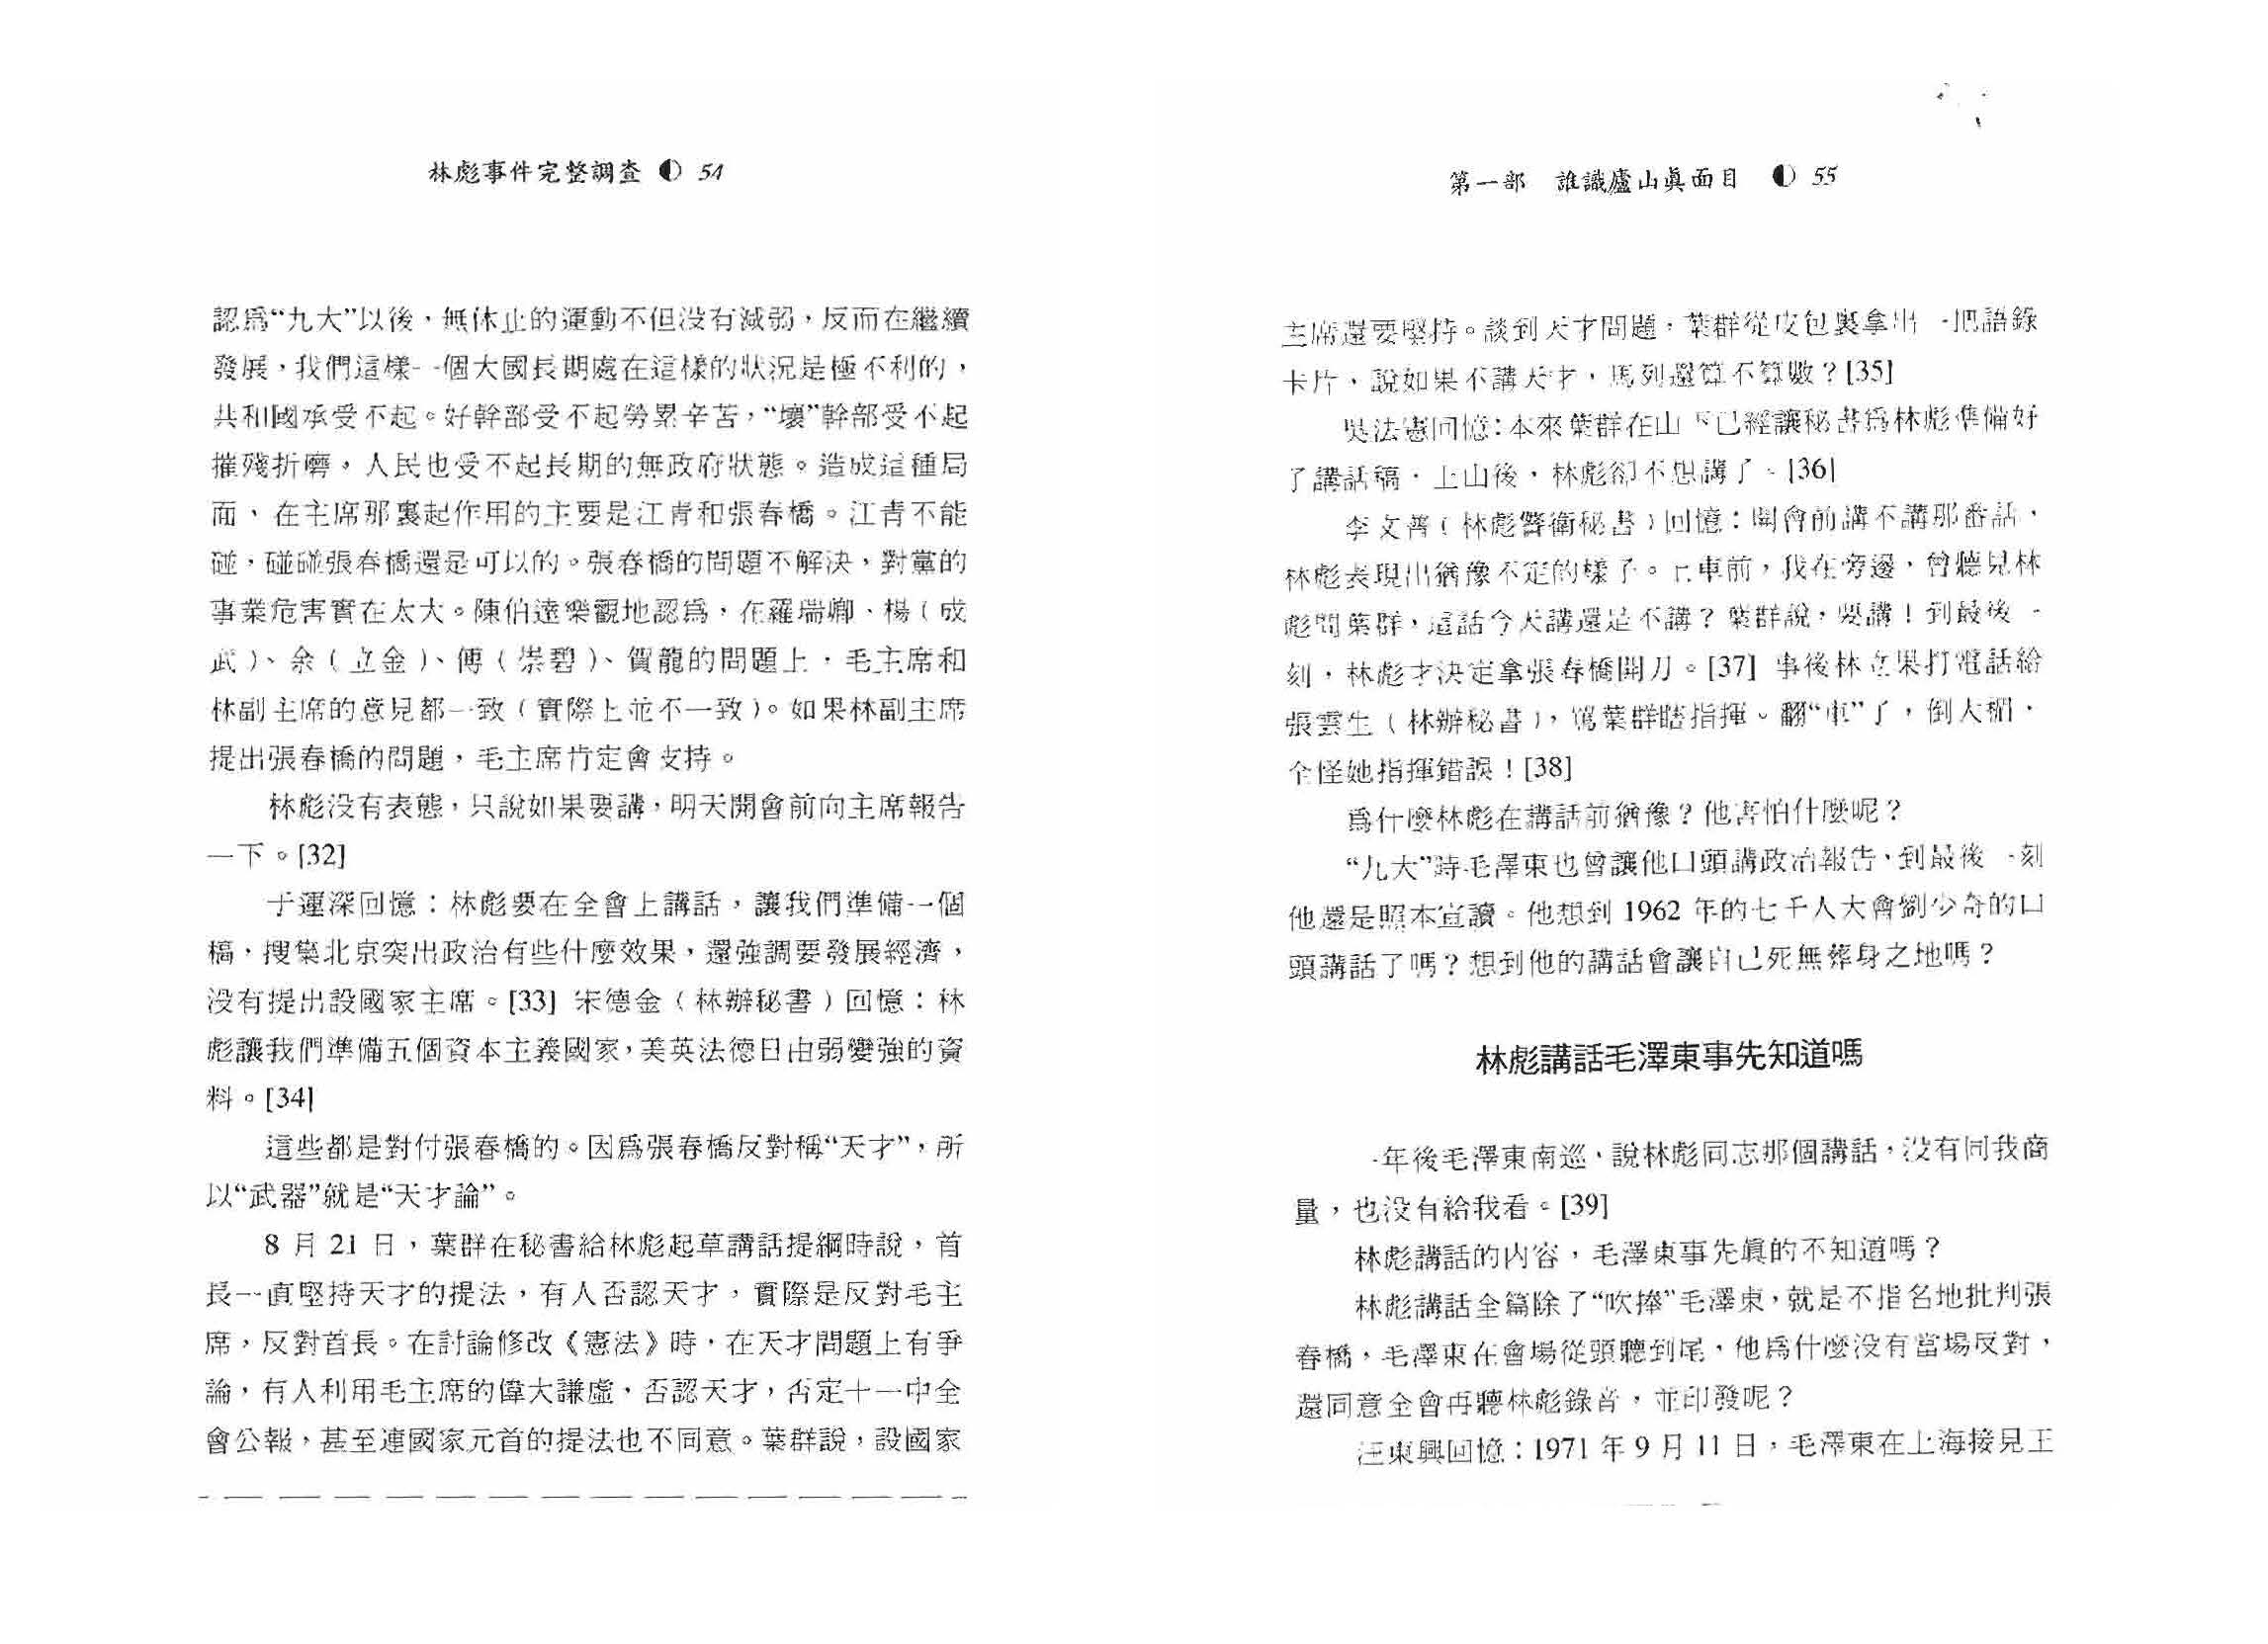 林彪事件完整調查 54
認爲“九大”以後，無休止的運動不但没有減弱，反而在繼續
發展，我們這樣一個大國長期處在這樣的狀況是極不利的，
共和國承受不起。好幹部受不起勞累辛苦，“壞”幹部受不起
摧殘折磨，人民也受不起長期的無政府狀態。造成這種局
面，在主席那裏起作用的主要是江青和張春橋。江青不能
碰，碰碰張春橋還是可以的。張春橋的問題不解決，對黨的
事業危害實在太大。陳伯達樂觀地認爲，在羅瑞卿、楊（成
武）、余（立金）、傅（崇碧）、賀龍的問題上，毛主席和
林副主席的意見都一致（實際上並不一致）。如果林副主席
提出張春橋的問題，毛主席肯定會支持。
林彪没有表態，只說如果要講，明天開會前向主席報告
一下。[32]
于運深回憶：林彪要在全會上講話，讓我們準備一個
稿，搜集北京突出政治有些什麼效果，還強調要發展經濟，
没有提出設國家主席。[33] 宋德金（林辦秘書）回憶：林
彪讓我們準備五個資本主義國家，美英法德日由弱變強的資
料。[34]
這些都是對付張春橋的。因爲張春橋反對稱“天才”，所
以“武器”就是“天才論”。
8 月 21 日，葉群在秘書給林彪起草講話提綱時說，首
長一直堅持天才的提法，有人否認天才，實際是反對毛主
席，反對首長。在討論修改《憲法》時，在天才問題上有爭
論，有人利用毛主席的偉大謙虛，否認天才，否定十一中全
會公報，甚至連國家元首的提法也不同意。葉群說，設國家
第一部　誰識廬山眞面目 55
主席還要堅持。談到天才問題，葉群從皮包裏拿出一把語錄
卡片，說如果不講天才，馬列還算不算數？[35]
吳法憲回憶：本來葉群在山下已經讓秘書爲林彪準備好
了講話稿，上山後，林彪卻不想講了。[36]
李文普（林彪警衛秘書）回憶：開會前講不講那番話，
林彪表現出猶豫不定的樣子。上車前，我在旁邊，曾聽見林
彪問葉群，這話今天講還是不講？葉群說，要講！到最後一
刻，林彪才決定拿張春橋開刀。[37] 事後林立果打電話給
張雲生（林辦秘書），罵葉群瞎指揮。翻“車”了，倒大楣，
全怪她指揮錯誤！[38]
爲什麼林彪在講話前猶豫？他害怕什麼呢？
“九大”時毛澤東也曾讓他口頭講政治報告，到最後一刻
他還是照本宣讀。他想到 1962 年的七千人大會劉少奇的口
頭講話了嗎？想到他的講話會讓自己死無葬身之地嗎？
林彪講話毛澤東事先知道嗎
一年後毛澤東南巡，說林彪同志那個講話，没有同我商
量，也没有給我看。[39]
林彪講話的内容，毛澤東事先眞的不知道嗎？
林彪講話全篇除了“吹捧”毛澤東，就是不指名地批判張
春橋，毛澤東在會場從頭聽到尾，他爲什麼没有當場反對，
還同意全會再聽林彪錄音，並印發呢？
汪東興回憶：1971 年 9 月 11 日，毛澤東在上海接見王